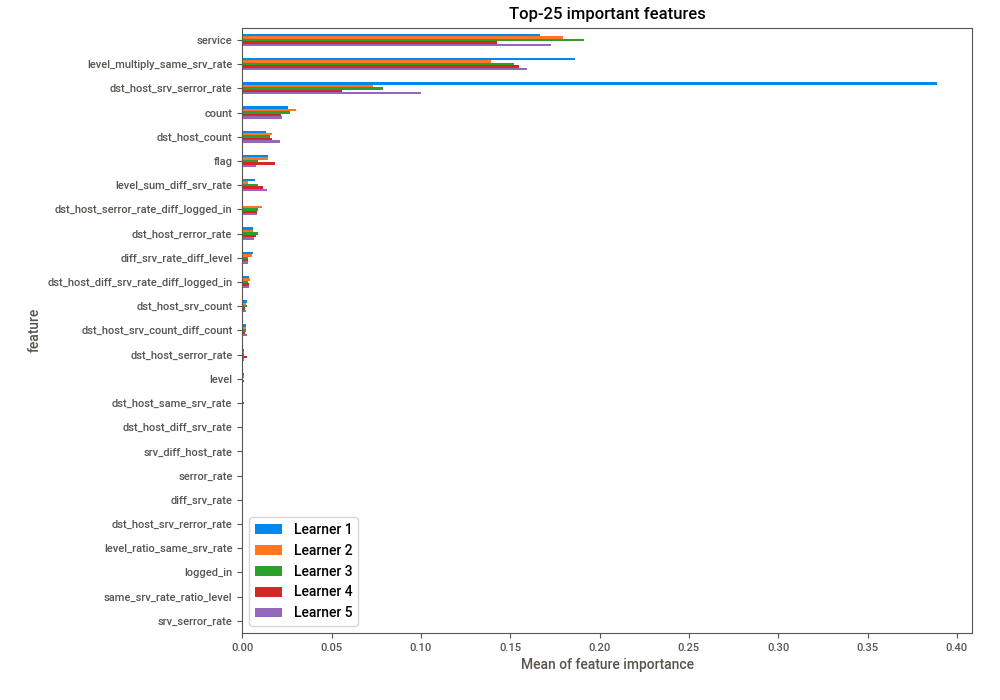 Top-25 important features
service
level_multiply_same_srv_rate
dst_host_srv_serror_rate
count
dst_host_count
flag
level_sum_diff_srv_rate
dst_host_serror_rate_diff_logged_in
dst_host_rerror_rate
diff_srv_rate_diff_level
dst_host_diff_srv_rate_diff_logged_in
dst_host_srv_count
dst_host_srv_count_diff_count
dst_host_serror_rate
level
dst_host_same_srv_rate
dst_host_diff_srv_rate
srv_diff_host_rate
serror_rate
diff_srv_rate
dst_host_srv_rerror_rate
level_ratio_same_srv_rate
logged_in
same_srv_rate_ratio_level
srv_serror_rate
feature
Learner 1
Learner 2
Learner 3
Learner 4
Learner 5
0.00 0.05 0.10 0.15 0.20 0.25 0.30 0.35 0.40
Mean of feature importance